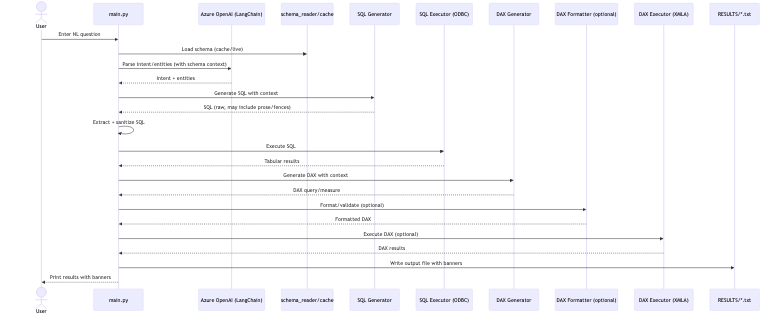 User
main.py
Azure OpenAI (LangChain)
schema_reader/cache
SQL Generator
SQL Executor (ODBC)
DAX Generator
DAX Formatter (optional)
DAX Executor (XMLA)
RESULTS/*.txt
Enter NL question
Load schema (cache/live)
Parse intent/entities (with schema context)
Intent + entities
Generate SQL with context
SQL (raw, may include prose/fences)
Extract + sanitize SQL
Execute SQL
Tabular results
Generate DAX with context
DAX query/measure
Format/validate (optional)
Formatted DAX
Execute DAX (optional)
DAX results
Write output file with banners
Print results with banners
User
main.py
Azure OpenAI (LangChain)
schema_reader/cache
SQL Generator
SQL Executor (ODBC)
DAX Generator
DAX Formatter (optional)
DAX Executor (XMLA)
RESULTS/*.txt